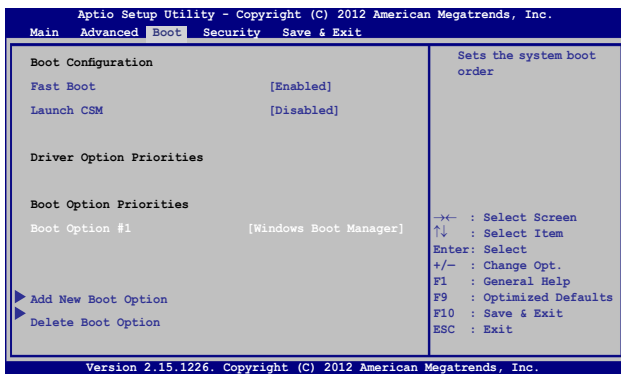 Aptio Setup Utility - Copyright (C) 2012 American Megatrends, Inc.
Main Advanced Boot Security Save & Exit
Boot Configuration
Fast Boot [Enabled]
Launch CSM [Disabled]
Driver Option Priorities
Boot Option Priorities
Boot Option #1 [Windows Boot Manager]
Add New Boot Option
Delete Boot Option
Sets the system boot
order
→← : Select Screen
↑↓ : Select Item
Enter: Select
+/— : Change Opt.
F1 : General Help
F9 : Optimized Defaults
F10 : Save & Exit
ESC : Exit
Version 2.15.1226. Copyright (C) 2012 American Megatrends, Inc.